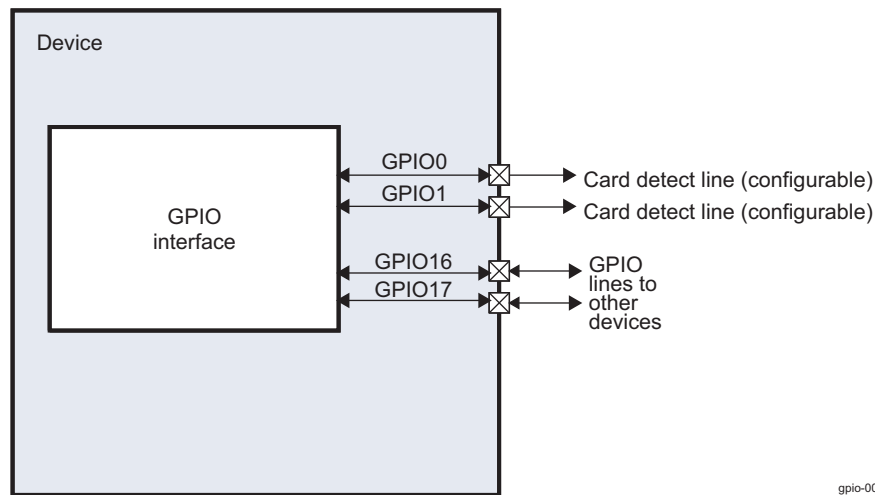 Device
GPIO
interface
GPIO0
GPIO1
GPIO16
GPIO17
Card detect line (configurable)
Card detect line (configurable)
GPIO
lines to
other
devices